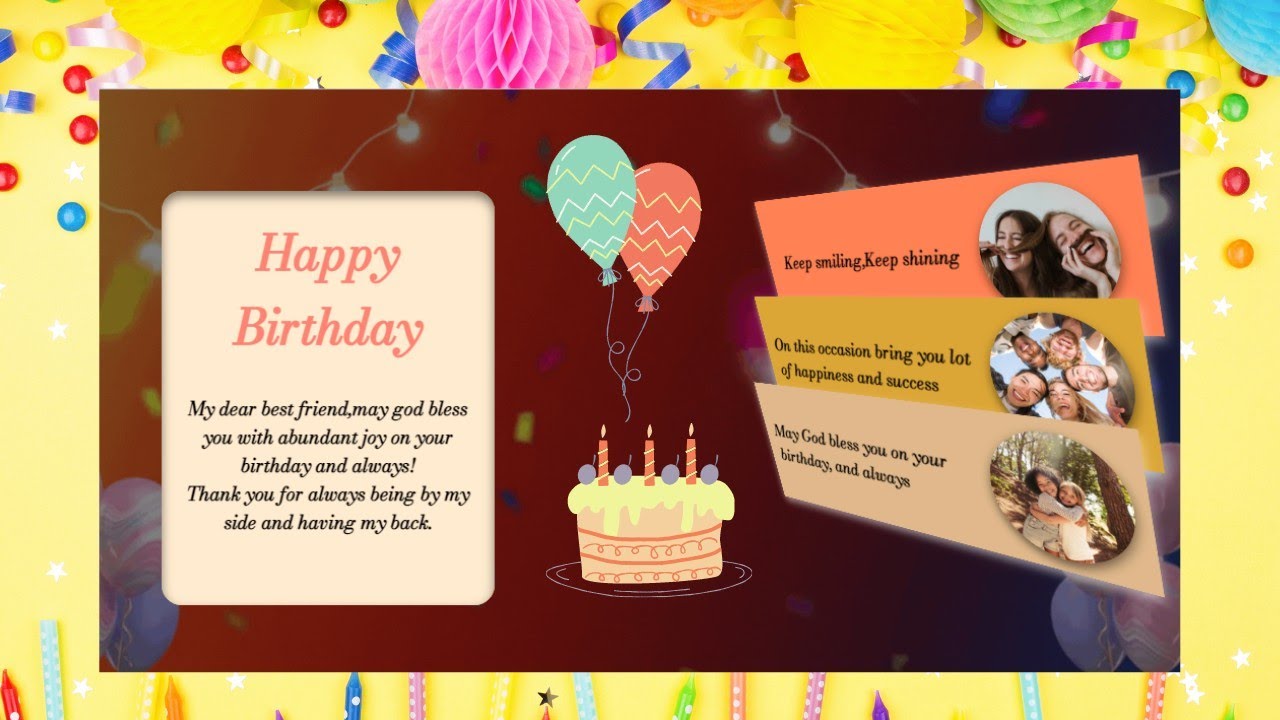 Happy
Birthday
My dear best friend,may god bless
you with abundant joy on your
birthday and always!
Thank you for always being by my
side and having my back.
Keep smiling,Keep shining
On this occasion bring you lot
of happiness and success
May God bless you on your
birthday, and always